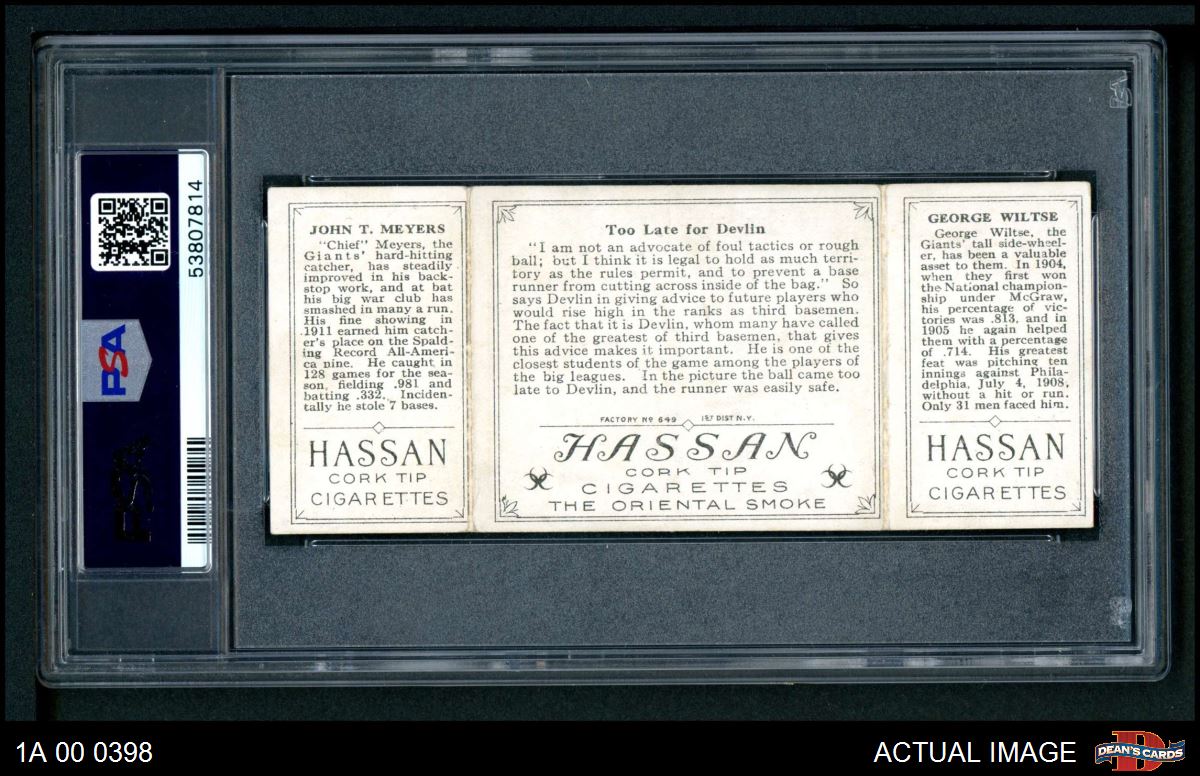 53807814
PSA
PSA
JOHN T. MEYERS
"Chief" Meyers, the
Giants' hard-hitting
catcher, has steadily
improved in his back-
stop work, and at bat
his big war club has
smashed in many a run.
His fine showing in
.1911 earned him catch-
er's place on the Spald-
ing Record All-Ameri-
ca nine. He caught in
128 games for the sea-
son, fielding .981 and
batting .332. Inciden-
tally he stole 7 bases.
HASSAN
CORK TIP
CIGARETTES
Too Late for Devlin
"I am not an advocate of foul tactics or rough
ball; but I think it is legal to hold as much terri-
tory as the rules permit, and to prevent a base
runner from cutting across inside of the bag." So
says Devlin in giving advice to future players who
would rise high in the ranks as third basemen.
The fact that it is Devlin, whom many have called
one of the greatest of third basemen, that gives
this advice makes it important. He is one of the
closest students of the game among the players of
the big leagues. In the picture the ball came too
late to Devlin, and the runner was easily safe.
FACTORY Nº 649 1ST DIST N.Y.
HASSAN
CORK TIP
CIGARETTES
THE ORIENTAL SMOKE
GEORGE WILTSE
George Wiltse, the
Giants' tall side-wheel-
er, has been a valuable
asset to them. In 1904,
when they first won
the National champion-
ship under McGraw,
his percentage of vic-
tories was .813, and in
1905 he again helped
them with a percentage
of .714. His greatest
feat was pitching ten
innings against Phila-
delphia, July 4, 1908,
without a hit or run.
Only 31 men faced him.
HASSAN
CORK TIP
CIGARETTES
1A 00 0398
ACTUAL IMAGE
DEAN'S CARDS